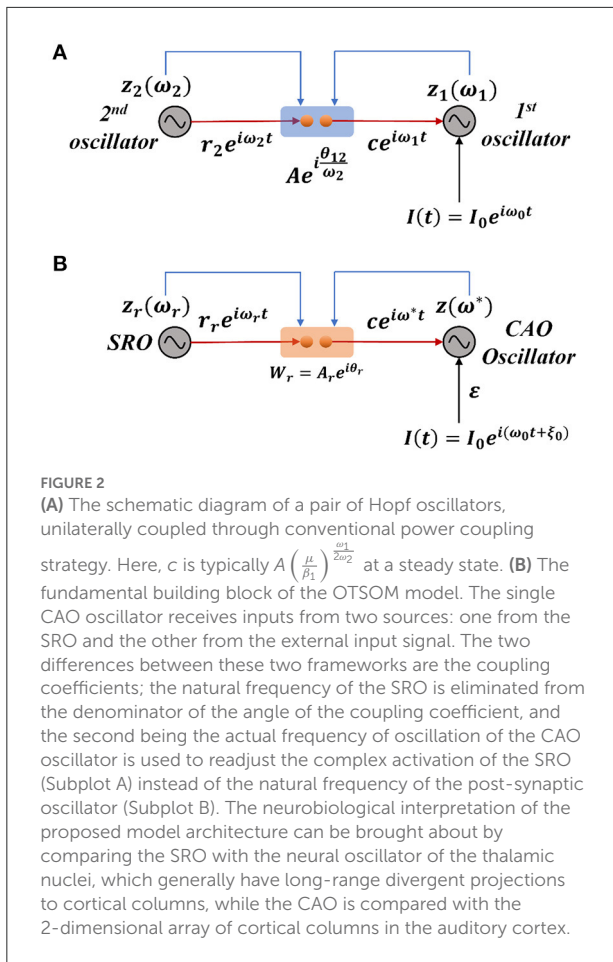 A
z₂(ω₂)
z₁(ω₁)
2ⁿᵈ
oscillator
r₂e^{iω₂t}
ce^{iω₁t}
1ˢᵗ
oscillator
Ae^{i\frac{θ₁₂}{ω₂}}
I(t) = I₀e^{iω₀t}
B
z_r(ω_r)
z(ω*)
SRO
r_r e^{iω_r t}
ce^{iω*t}
CAO
Oscillator
W_r = A_r e^{iθ_r}
ε
I(t) = I₀e^{i(ω₀t+ξ₀)}
FIGURE 2
(A) The schematic diagram of a pair of Hopf oscillators,
unilaterally coupled through conventional power coupling
strategy. Here, c is typically A(\frac{μ}{β₁})^{\frac{ω₁}{2ω₂}} at a steady state. (B) The
fundamental building block of the OTSOM model. The single
CAO oscillator receives inputs from two sources: one from the
SRO and the other from the external input signal. The two
differences between these two frameworks are the coupling
coefficients; the natural frequency of the SRO is eliminated from
the denominator of the angle of the coupling coefficient, and
the second being the actual frequency of oscillation of the CAO
oscillator is used to readjust the complex activation of the SRO
(Subplot A) instead of the natural frequency of the post-synaptic
oscillator (Subplot B). The neurobiological interpretation of the
proposed model architecture can be brought about by
comparing the SRO with the neural oscillator of the thalamic
nuclei, which generally have long-range divergent projections
to cortical columns, while the CAO is compared with the
2-dimensional array of cortical columns in the auditory cortex.